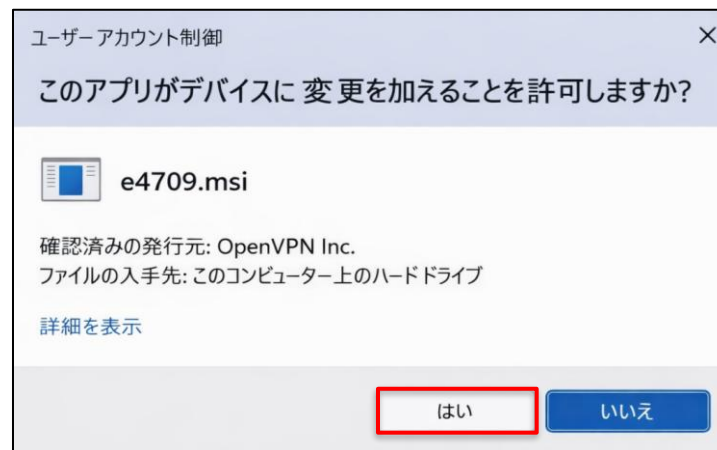 ユーザー アカウント制御
このアプリがデバイスに 変 更を加えることを許可しますか?
e4709.msi
確認済みの発行元: OpenVPN Inc.
ファイルの入手先: このコンピューター上のハード ドライブ
詳細を表示
はい
いいえ